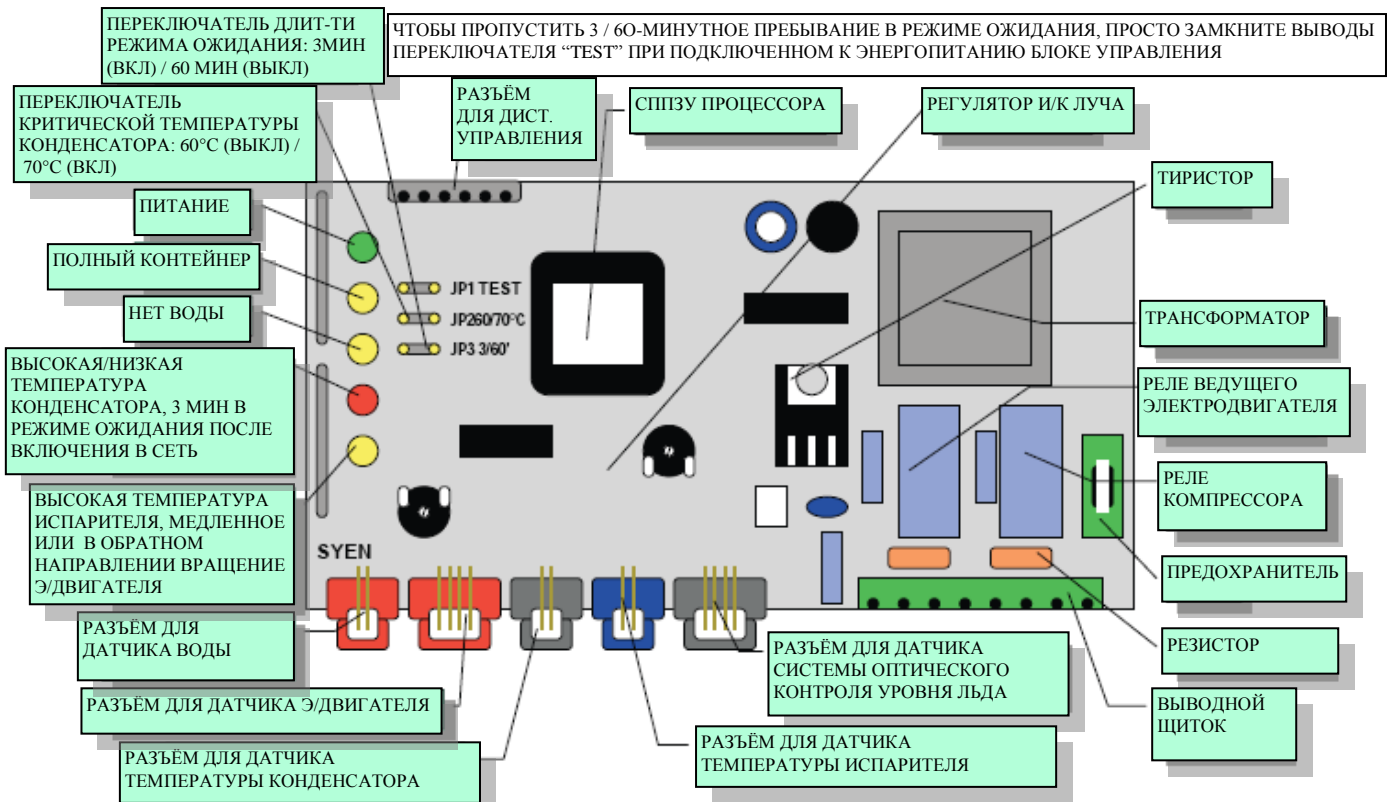 ПЕРЕКЛЮЧАТЕЛЬ ДЛИТ-ТИ
РЕЖИМА ОЖИДАНИЯ: 3МИН
(ВКЛ) / 60 МИН (ВЫКЛ)
ЧТОБЫ ПРОПУСТИТЬ 3 / 6О-МИНУТНОЕ ПРЕБЫВАНИЕ В РЕЖИМЕ ОЖИДАНИЯ, ПРОСТО ЗАМКНИТЕ ВЫВОДЫ
ПЕРЕКЛЮЧАТЕЛЯ “TEST” ПРИ ПОДКЛЮЧЕННОМ К ЭНЕРГОПИТАНИЮ БЛОКЕ УПРАВЛЕНИЯ
ПЕРЕКЛЮЧАТЕЛЬ
КРИТИЧЕСКОЙ ТЕМПЕРАТУРЫ
КОНДЕНСАТОРА: 60°С (ВЫКЛ) /
70°С (ВКЛ)
РАЗЪЁМ
ДЛЯ ДИСТ.
УПРАВЛЕНИЯ
СППЗУ ПРОЦЕССОРА
РЕГУЛЯТОР И/К ЛУЧА
ТИРИСТОР
ПИТАНИЕ
ПОЛНЫЙ КОНТЕЙНЕР
НЕТ ВОДЫ
JP1 TEST
JP260/70°C
JP3 3/60'
ТРАНСФОРМАТОР
ВЫСОКАЯ/НИЗКАЯ
ТЕМПЕРАТУРА
КОНДЕНСАТОРА, 3 МИН В
РЕЖИМЕ ОЖИДАНИЯ ПОСЛЕ
ВКЛЮЧЕНИЯ В СЕТЬ
РЕЛЕ ВЕДУЩЕГО
ЭЛЕКТРОДВИГАТЕЛЯ
РЕЛЕ
КОМПРЕССОРА
ВЫСОКАЯ ТЕМПЕРАТУРА
ИСПАРИТЕЛЯ, МЕДЛЕННОЕ
ИЛИ В ОБРАТНОМ
НАПРАВЛЕНИИ ВРАЩЕНИЕ
Э/ДВИГАТЕЛЯ
SYEN
ПРЕДОХРАНИТЕЛЬ
РАЗЪЁМ ДЛЯ
ДАТЧИКА ВОДЫ
РАЗЪЁМ ДЛЯ ДАТЧИКА
СИСТЕМЫ ОПТИЧЕСКОГО
КОНТРОЛЯ УРОВНЯ ЛЬДА
РЕЗИСТОР
РАЗЪЁМ ДЛЯ ДАТЧИКА Э/ДВИГАТЕЛЯ
ВЫВОДНОЙ
ЩИТОК
РАЗЪЁМ ДЛЯ ДАТЧИКА
ТЕМПЕРАТУРЫ КОНДЕНСАТОРА
РАЗЪЁМ ДЛЯ ДАТЧИКА
ТЕМПЕРАТУРЫ ИСПАРИТЕЛЯ